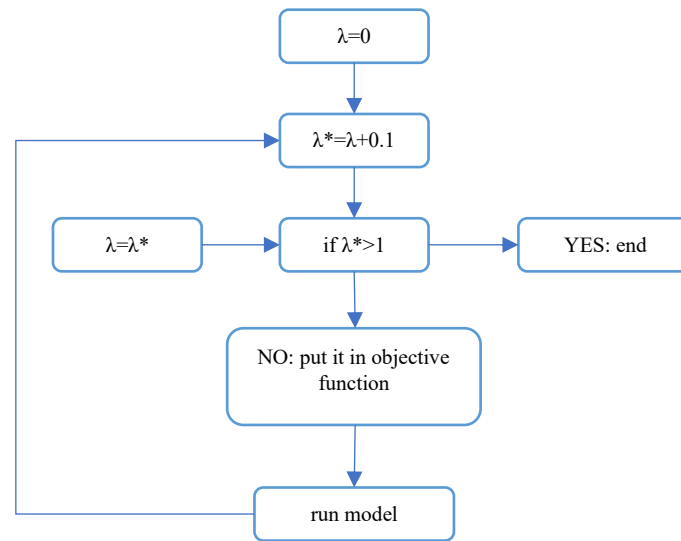 λ=0
λ*=λ+0.1
λ=λ*
if λ*>1
YES: end
NO: put it in objective
function
run model